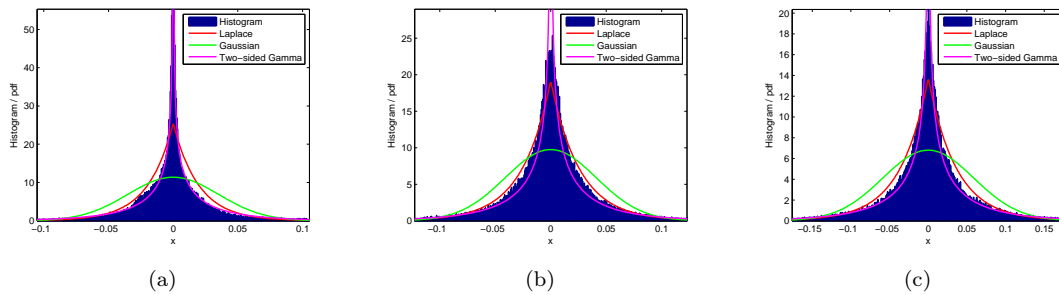 50
40
30
20
10
0
−0.1
−0.05
0
0.05
0.1
x
Histogram / pdf
Histogram
Laplace
Gaussian
Two−sided Gamma
(a)
25
20
15
10
5
0
−0.1
−0.05
0
0.05
0.1
x
Histogram / pdf
Histogram
Laplace
Gaussian
Two−sided Gamma
(b)
20
18
16
14
12
10
8
6
4
2
0
−0.15
−0.1
−0.05
0
0.05
0.1
0.15
x
Histogram / pdf
Histogram
Laplace
Gaussian
Two−sided Gamma
(c)